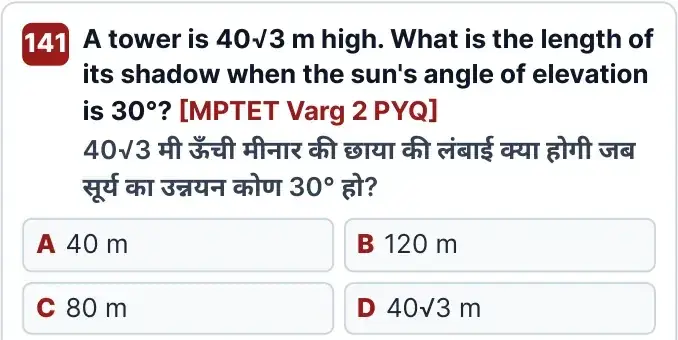 141 A tower is 40√3 m high. What is the length of
its shadow when the sun's angle of elevation
is 30°? [MPTET Varg 2 PYQ]
40√3 मी ऊँची मीनार की छाया की लंबाई क्या होगी जब
सूर्य का उन्नयन कोण 30° हो?
A 40 m B 120 m
C 80 m D 40√3 m